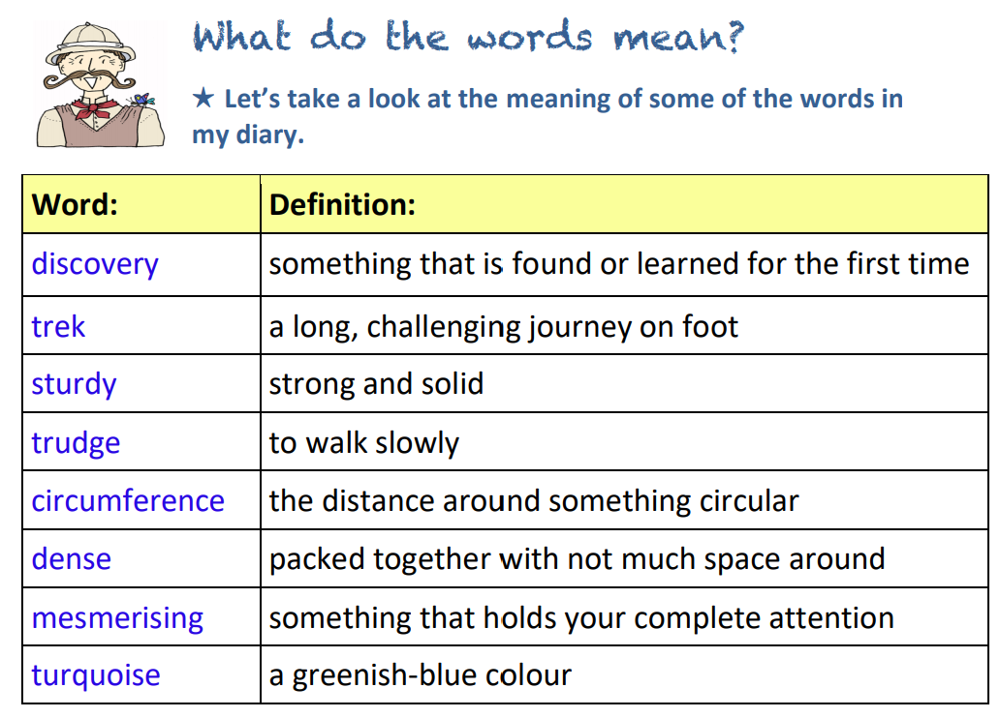 What do the words mean?
★ Let's take a look at the meaning of some of the words in
my diary.
Word: Definition:
discovery something that is found or learned for the first time
trek a long, challenging journey on foot
sturdy strong and solid
trudge to walk slowly
circumference the distance around something circular
dense packed together with not much space around
mesmerising something that holds your complete attention
turquoise a greenish-blue colour